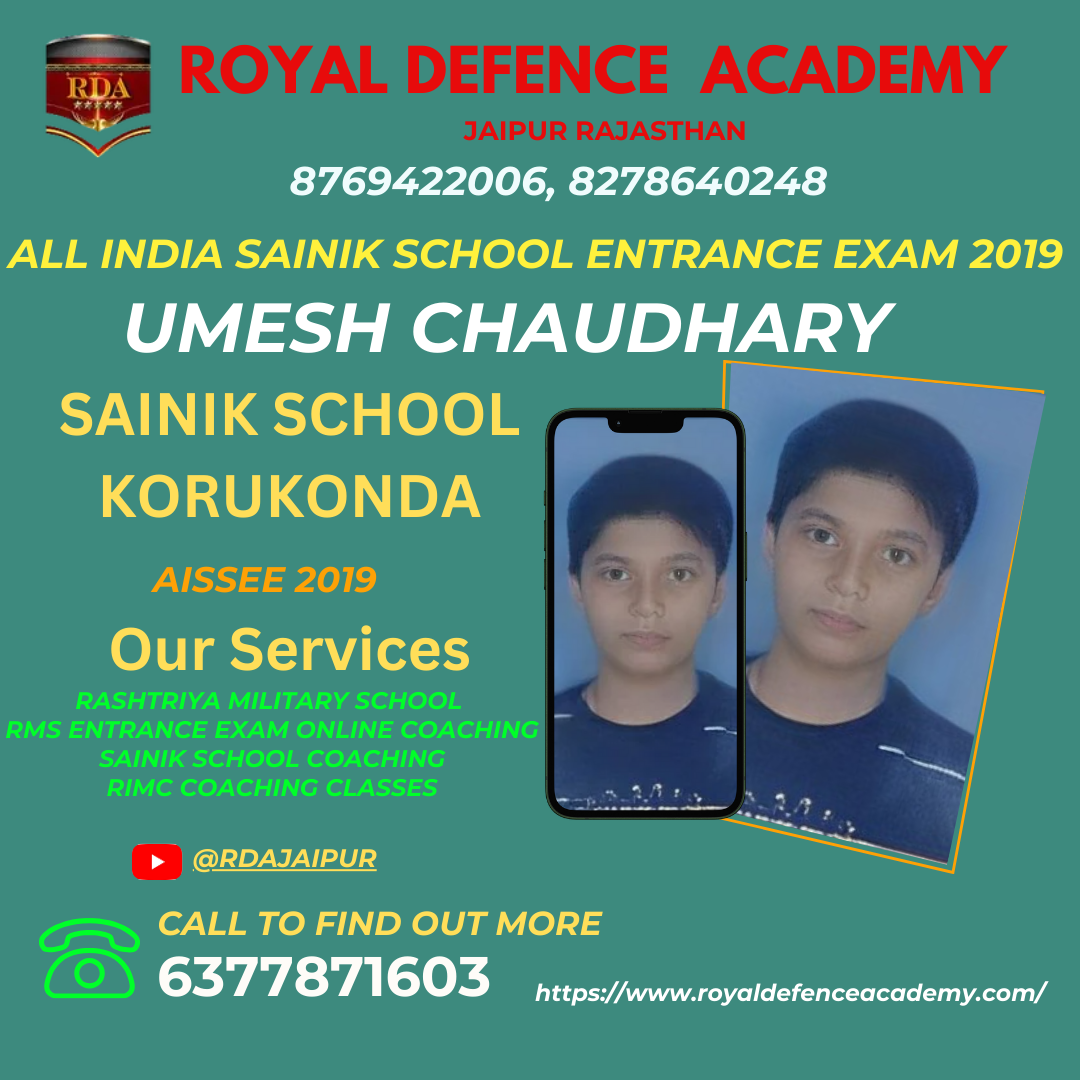 RDA
ROYAL DEFENCE ACADEMY
JAIPUR RAJASTHAN
8769422006, 8278640248
ALL INDIA SAINIK SCHOOL ENTRANCE EXAM 2019
UMESH CHAUDHARY
SAINIK SCHOOL
KORUKONDA
AISSEE 2019
Our Services
RASHTRIYA MILITARY SCHOOL
RMS ENTRANCE EXAM ONLINE COACHING
SAINIK SCHOOL COACHING
RIMC COACHING CLASSES
@RDAJAIPUR
CALL TO FIND OUT MORE
6377871603
https://www.royaldefenceacademy.com/